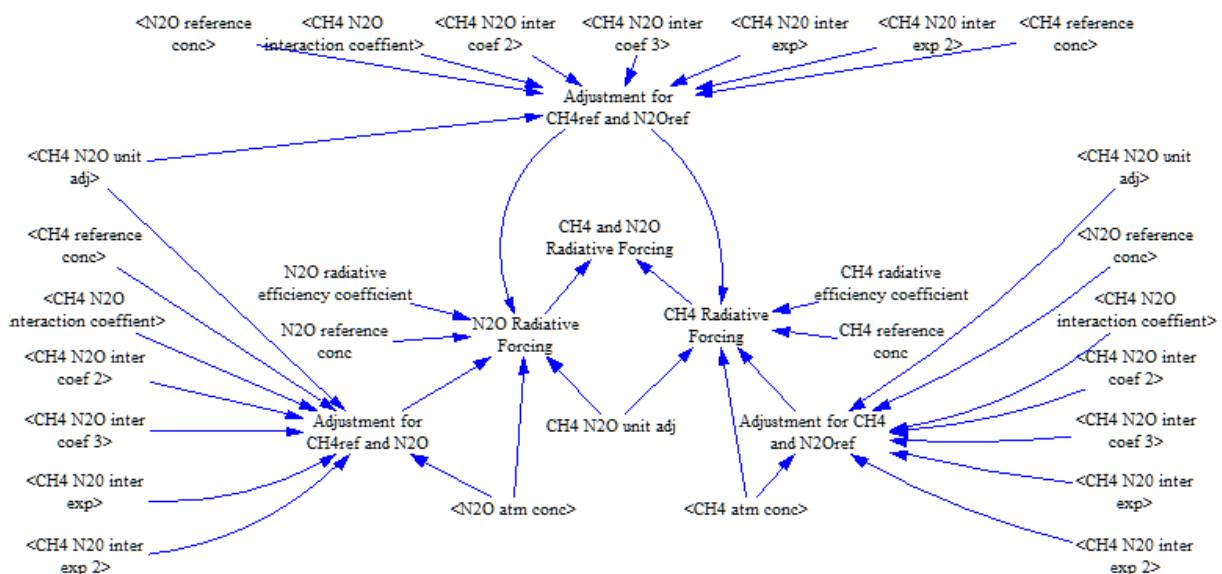 <N2O reference
conc>
<CH4 N2O
interaction coeffient>
<CH4 N2O inter
coef 2>
<CH4 N2O inter
coef 3>
<CH4 N20 inter
exp>
<CH4 N20 inter
exp 2>
<CH4 reference
conc>
Adjustment for
CH4ref and N2Oref
<CH4 N2O unit
adj>
<CH4 N2O unit
adj>
<CH4 reference
conc>
CH4 and N2O
Radiative Forcing
<N2O reference
conc>
N2O radiative
efficiency coefficient
CH4 radiative
efficiency coefficient
<CH4 N2O
nteraction coeffient>
<CH4 N2O
interaction coeffient>
N2O reference
conc
N2O Radiative
Forcing
CH4 Radiative
Forcing
CH4 reference
conc
<CH4 N2O inter
coef 2>
<CH4 N2O inter
coef 2>
<CH4 N2O inter
coef 3>
Adjustment for
CH4ref and N2O
CH4 N2O unit adj
Adjustment for CH4
and N2Oref
<CH4 N2O inter
coef 3>
<CH4 N20 inter
exp>
<N2O atm conc>
<CH4 atm conc>
<CH4 N20 inter
exp>
<CH4 N20 inter
exp 2>
<CH4 N20 inter
exp 2>